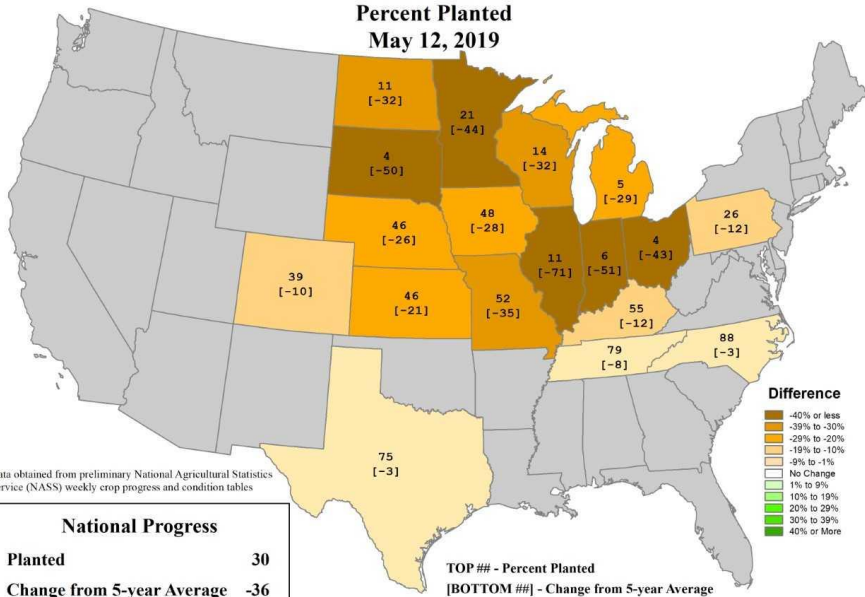 Percent Planted
May 12, 2019
11
[-32]
21
[-44]
4
[-50]
14
[-32]
5
[-29]
46
[-26]
48
[-28]
11
[-71]
6
[-51]
4
[-43]
26
[-12]
39
[-10]
46
[-21]
52
[-35]
55
[-12]
79
[-8]
88
[-3]
75
[-3]
Difference
-40% or less
-39% to -30%
-29% to -20%
-19% to -10%
-9% to -1%
No Change
1% to 9%
10% to 19%
20% to 29%
30% to 39%
40% or More
ata obtained from preliminary National Agricultural Statistics
ervice (NASS) weekly crop progress and condition tables
National Progress
Planted 30
Change from 5-year Average -36
TOP ## - Percent Planted
[BOTTOM ##] - Change from 5-year Average